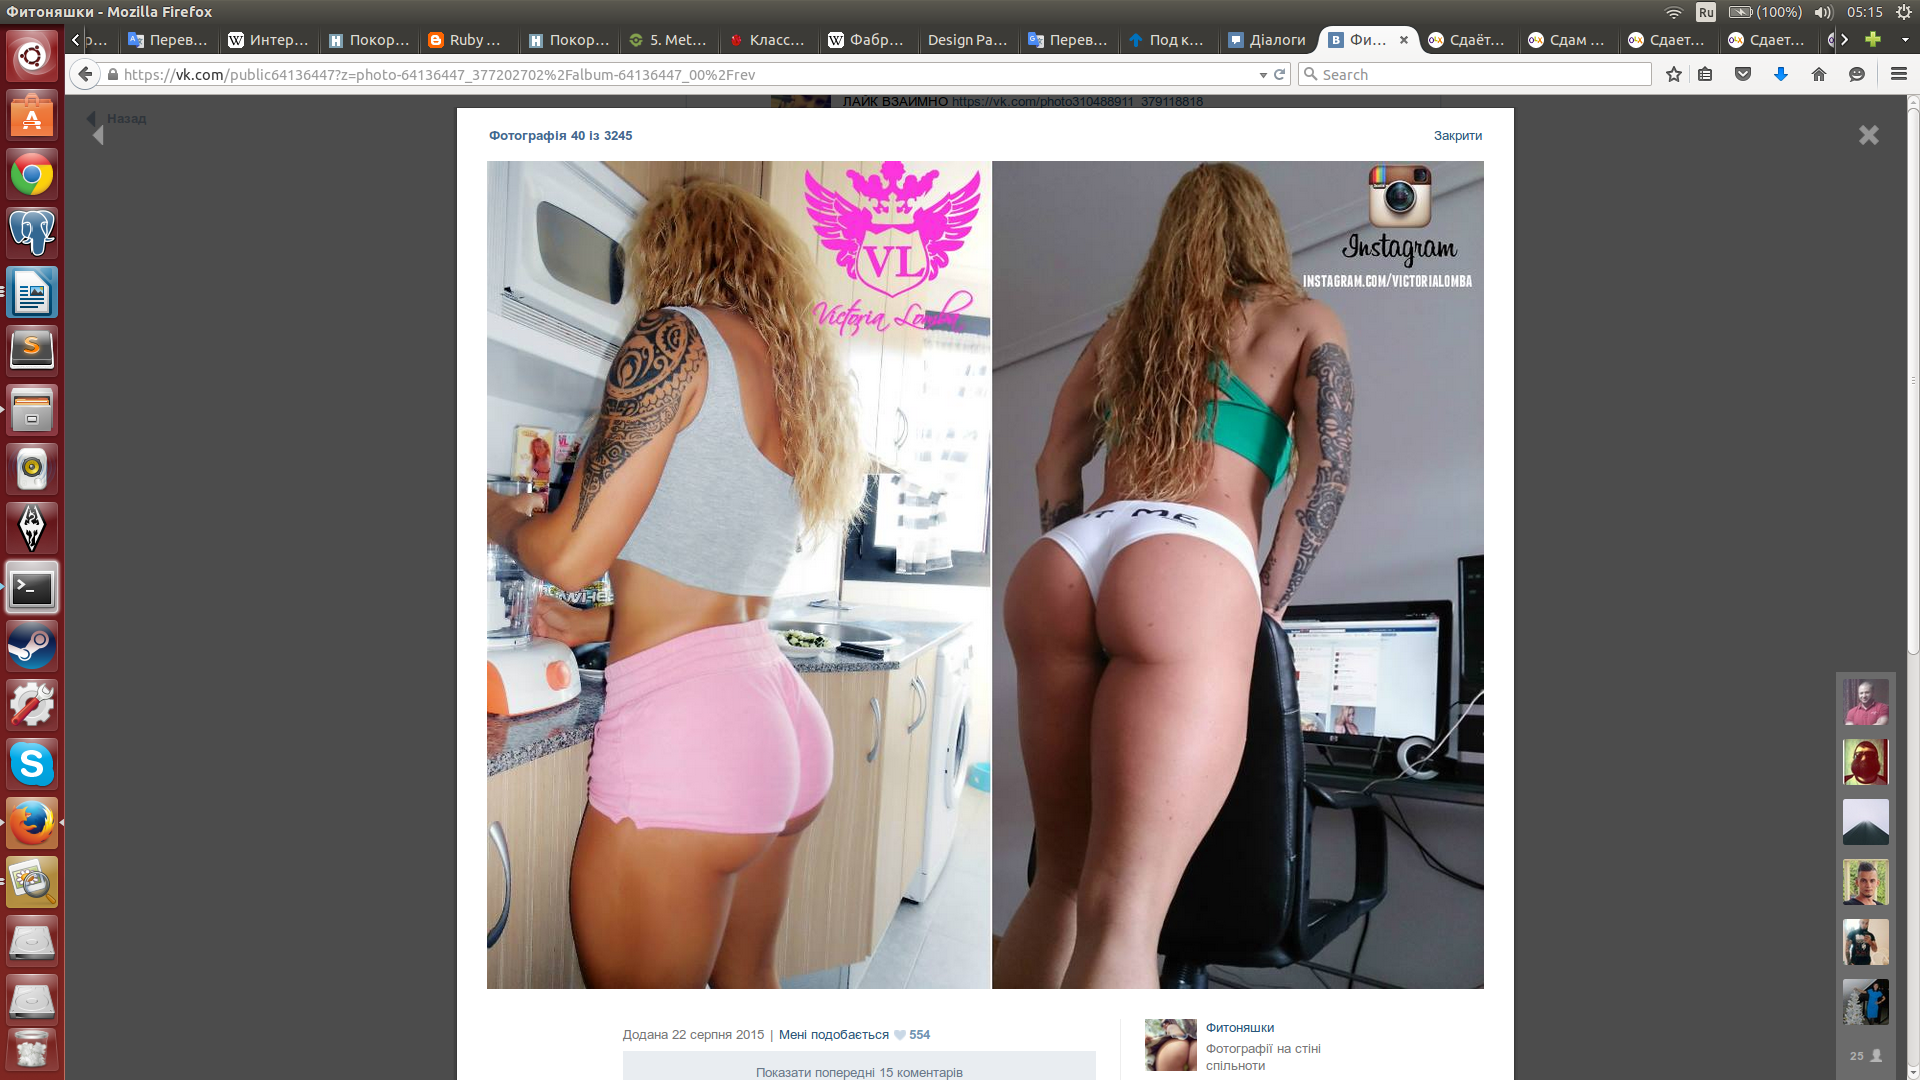 Фитоняшки - Mozilla Firefox
Ru
(100%)
05:15
Перев...
Интер...
Покор...
Ruby ...
Покор...
5. Met...
Класс...
Фабр...
Design Pa...
Перев...
Под к...
Діалоги
Фи...
Сдаёт...
Сдам ...
Сдает...
Сдает...
https://vk.com/public64136447?z=photo-64136447_377202702%2Falbum-64136447_00%2Frev
Search
ЛАЙК ВЗАИМНО https://vk.com/photo310488911_379118818
Назад
Фотографія 40 із 3245
Закрити
VL
Victoria Lomba
Instagram
INSTAGRAM.COM/VICTORIALOMBA
ME
Додана 22 серпня 2015 | Мені подобається 554
Показати попередні 15 коментарів
Фитоняшки
Фотографії на стіні
спільноти
25